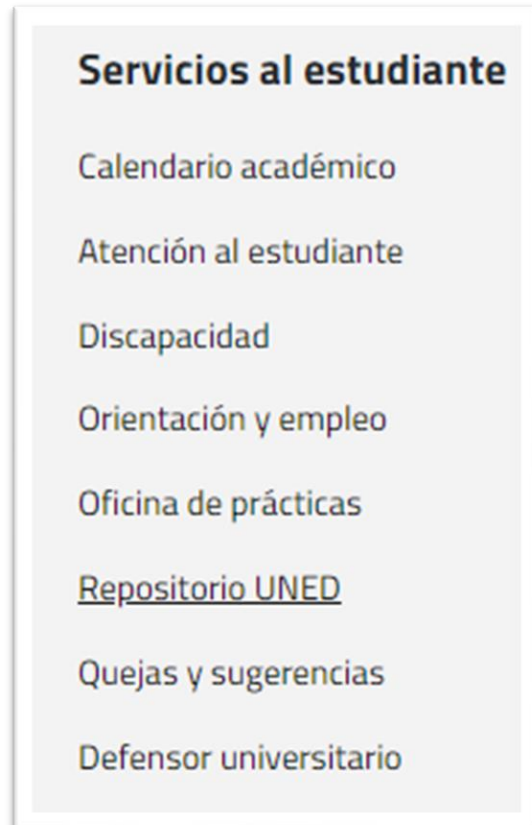 Servicios al estudiante
Calendario académico
Atención al estudiante
Discapacidad
Orientación y empleo
Oficina de prácticas
Repositorio UNED
Quejas y sugerencias
Defensor universitario